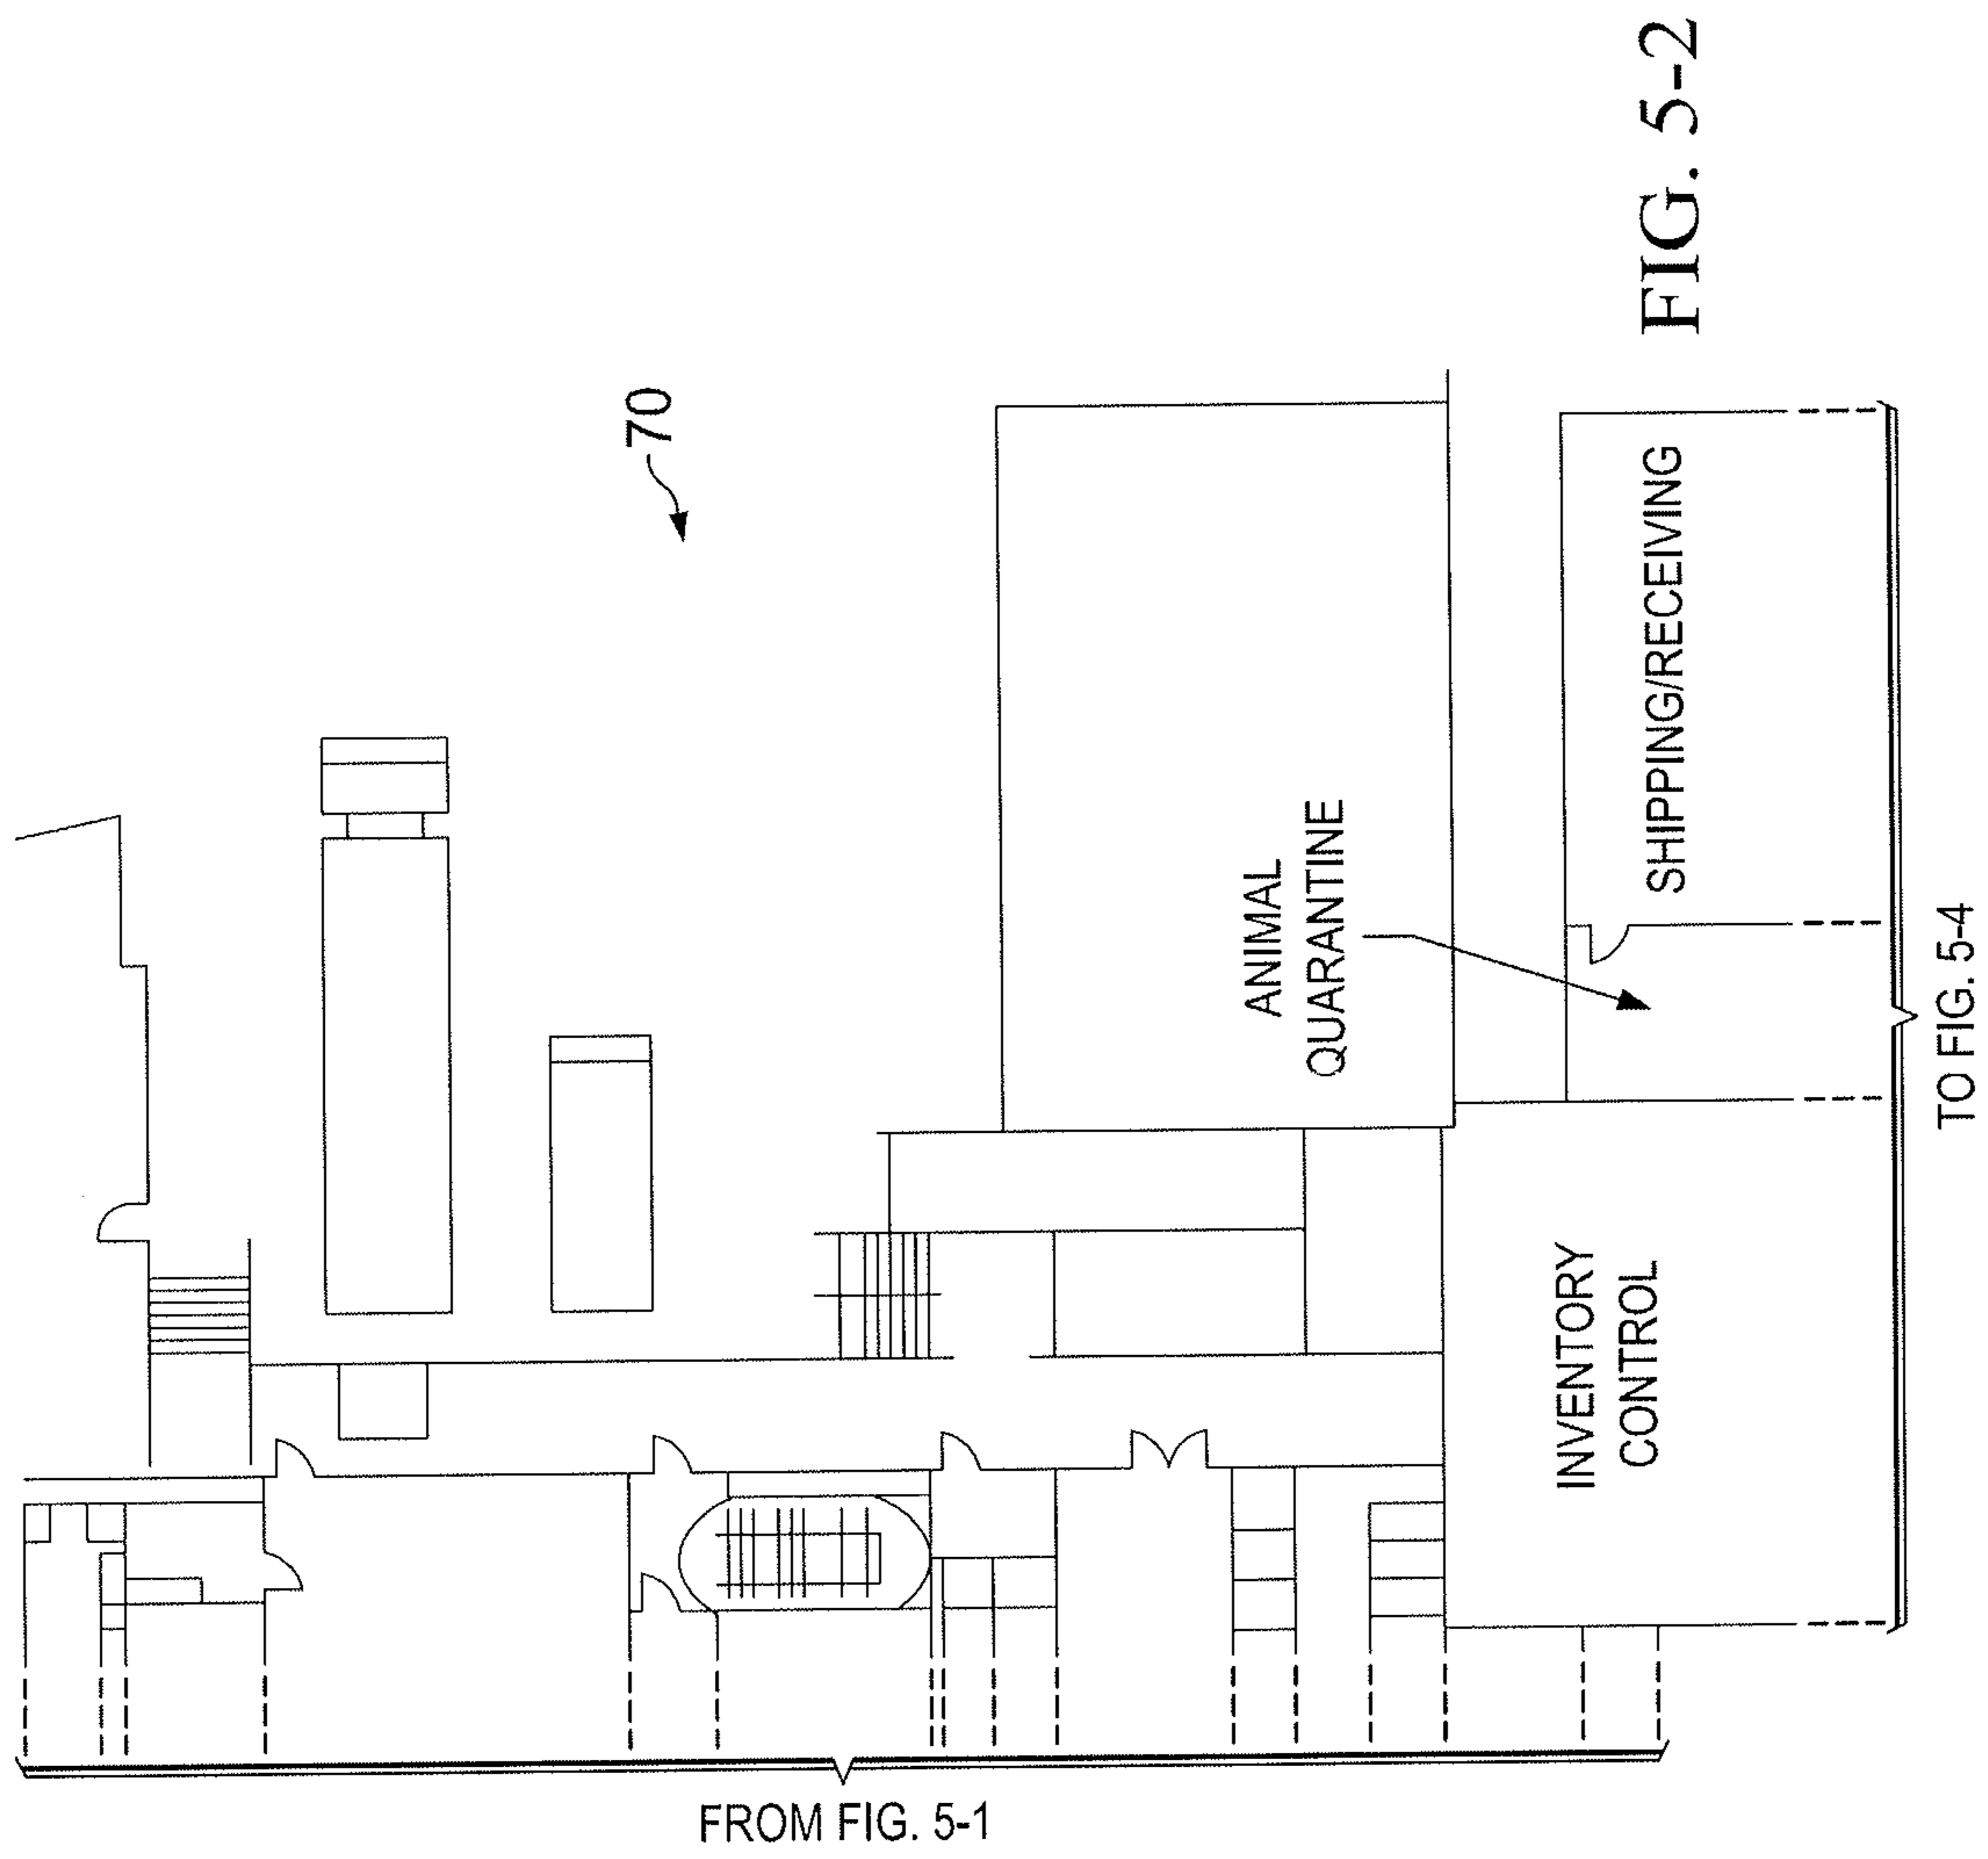 70
ANIMAL
QUARANTINE
INVENTORY
CONTROL
SHIPPING/RECEIVING
FROM FIG. 5-1
TO FIG. 5-4
FIG. 5-2